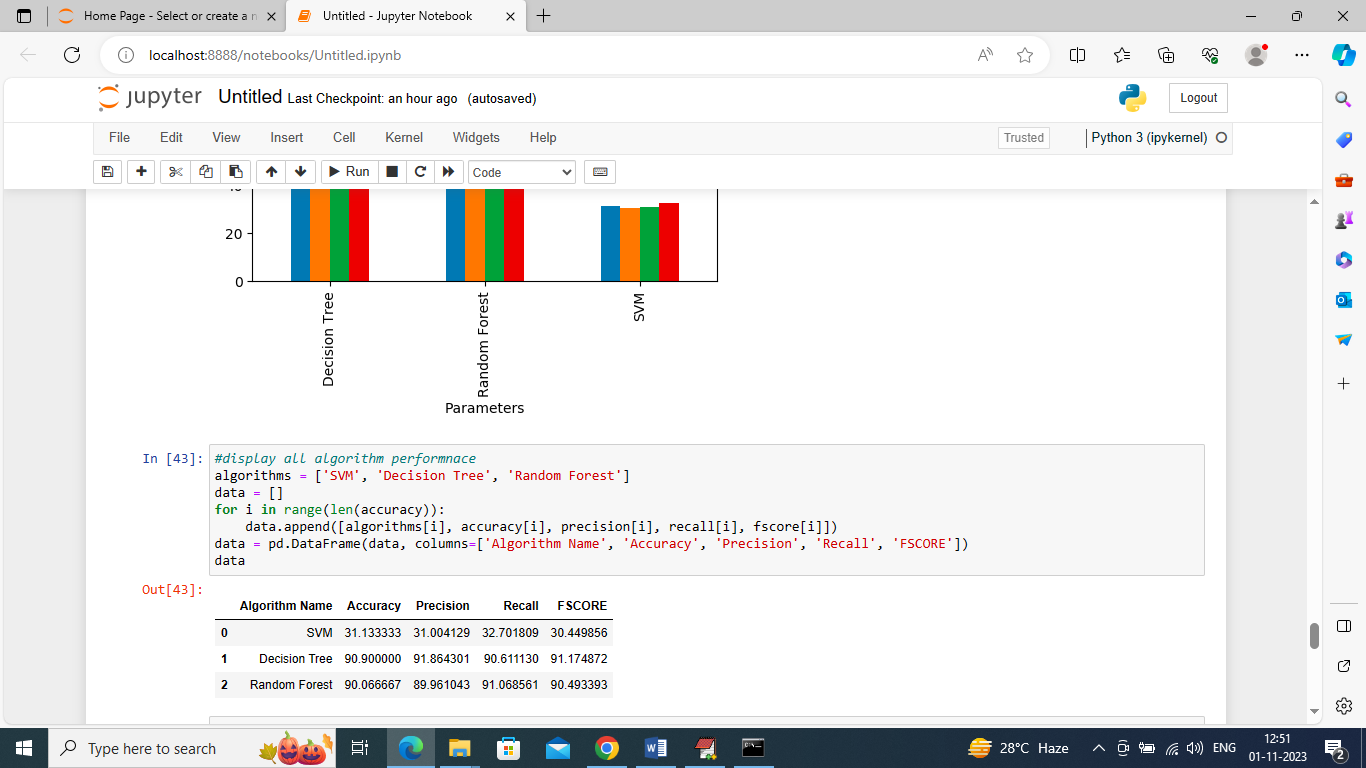 Home Page - Select or create a n
Untitled - Jupyter Notebook
localhost:8888/notebooks/Untitled.ipynb
jupyter Untitled Last Checkpoint: an hour ago (autosaved)
Logout
File Edit View Insert Cell Kernel Widgets Help
Trusted
Python 3 (ipykernel)
Run
Code
20
0
Decision Tree
Random Forest
SVM
Parameters
In [43]:
#display all algorithm performnace
algorithms = ['SVM', 'Decision Tree', 'Random Forest']
data = []
for i in range(len(accuracy)):
    data.append([algorithms[i], accuracy[i], precision[i], recall[i], fscore[i]])
data = pd.DataFrame(data, columns=['Algorithm Name', 'Accuracy', 'Precision', 'Recall', 'FSCORE'])
data
Out[43]:
Algorithm Name Accuracy Precision Recall FSCORE
0 SVM 31.133333 31.004129 32.701809 30.449856
1 Decision Tree 90.900000 91.864301 90.611130 91.174872
2 Random Forest 90.066667 89.961043 91.068561 90.493393
Type here to search
28°C Haze
ENG
12:51
01-11-2023
2